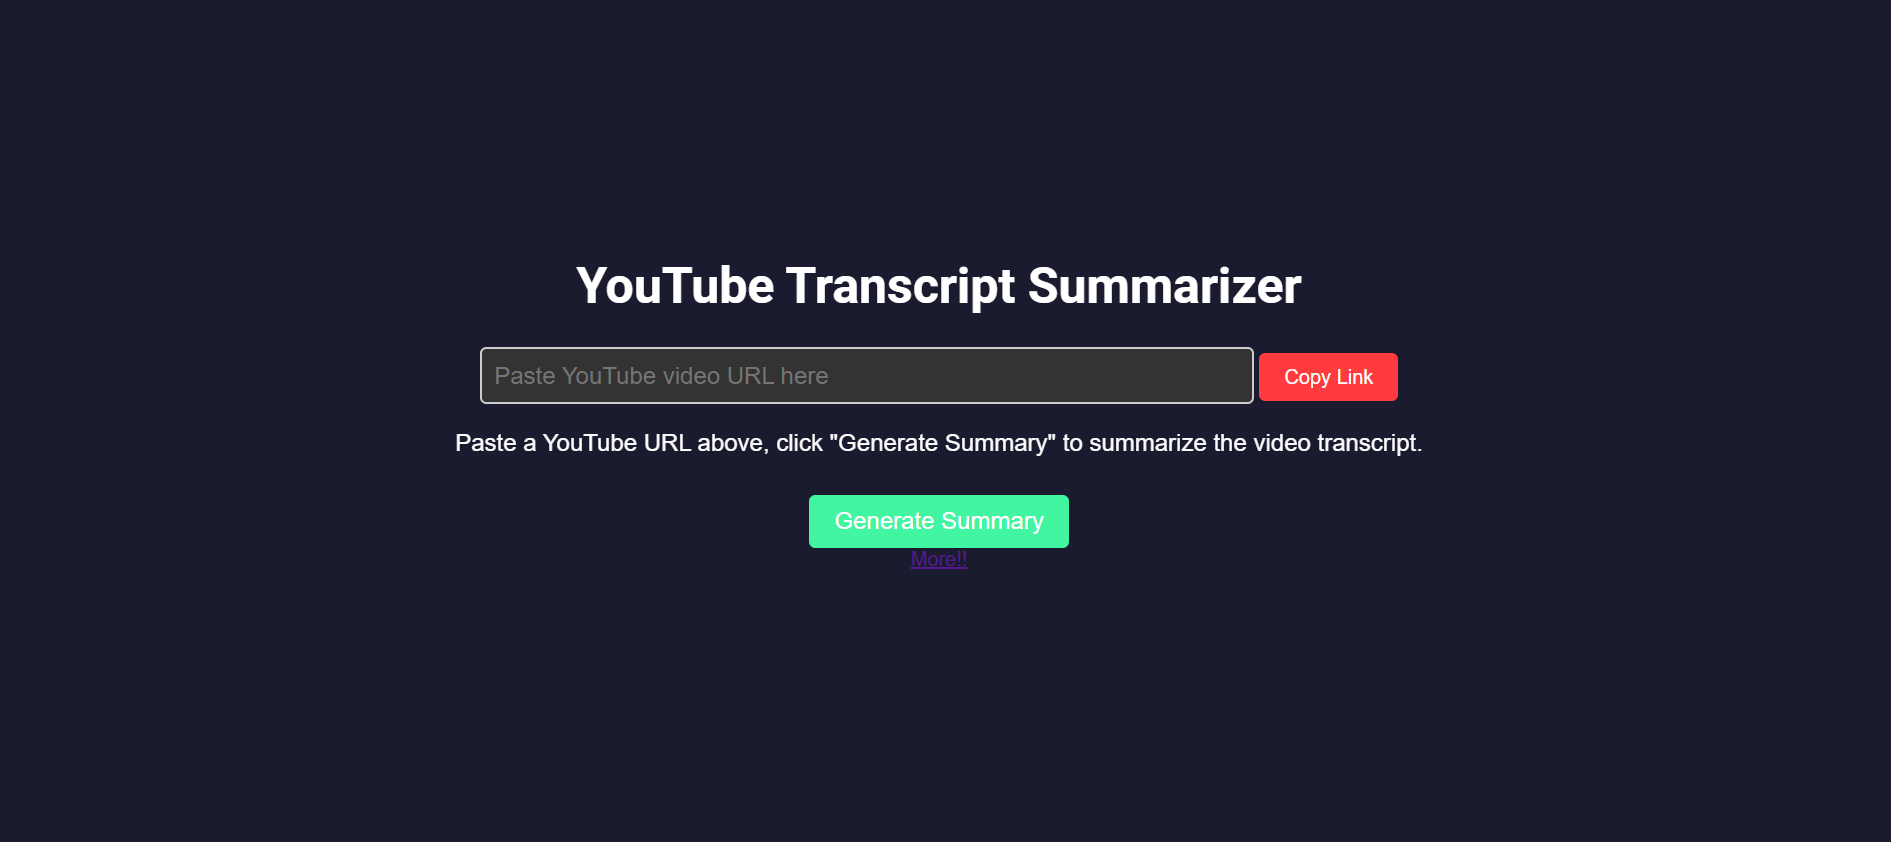 YouTube Transcript Summarizer
Paste YouTube video URL here
Copy Link
Paste a YouTube URL above, click "Generate Summary" to summarize the video transcript.
Generate Summary
More!!